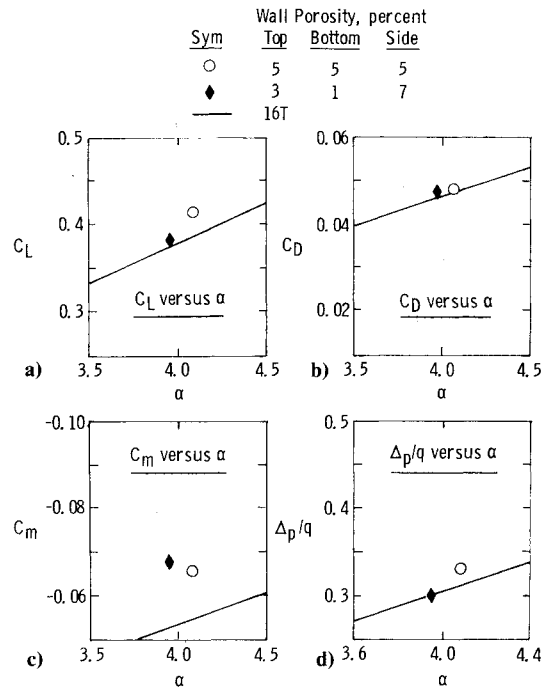 Wall Porosity, percent
Sym Top Bottom Side
5 5 5
3 1 7
16T
0.5
0.4
C_L
0.3
C_L versus α
a)
3.5 4.0 4.5
α
0.06
0.04
C_D
0.02
C_D versus α
b)
3.5 4.0 4.5
α
-0.10
C_m versus α
-0.08
C_m
-0.06
c)
3.5 4.0 4.5
α
0.5
Δp/q versus α
0.4
Δp/q
0.3
d)
3.6 4.0 4.4
α